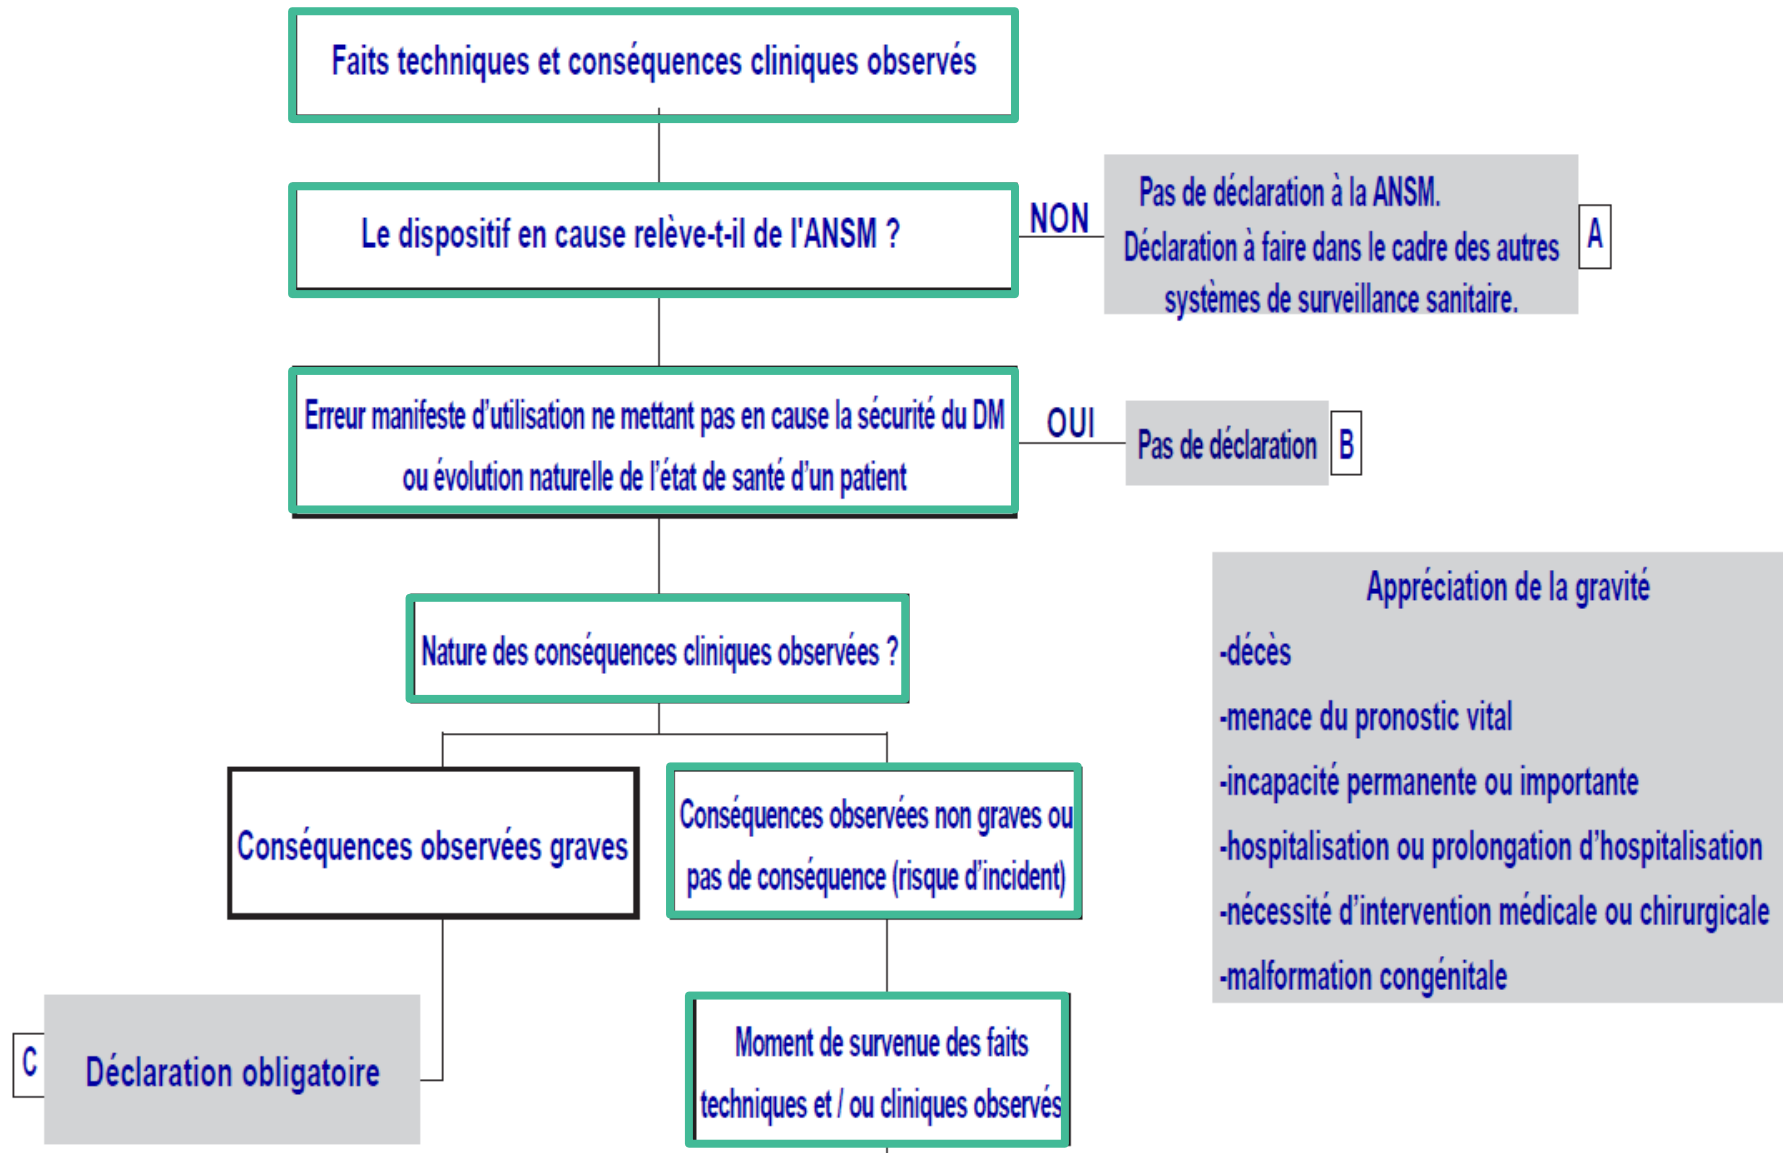 Faits techniques et conséquences cliniques observés
Le dispositif en cause relève-t-il de l'ANSM ?
NON
Pas de déclaration à la ANSM.
Déclaration à faire dans le cadre des autres
systèmes de surveillance sanitaire.
A
Erreur manifeste d’utilisation ne mettant pas en cause la sécurité du DM
ou évolution naturelle de l’état de santé d’un patient
OUI
Pas de déclaration
B
Appréciation de la gravité
-décès
-menace du pronostic vital
-incapacité permanente ou importante
-hospitalisation ou prolongation d’hospitalisation
-nécessité d’intervention médicale ou chirurgicale
-malformation congénitale
Nature des conséquences cliniques observées ?
Conséquences observées graves
Conséquences observées non graves ou
pas de conséquence (risque d’incident)
C
Déclaration obligatoire
Moment de survenue des faits
techniques et / ou cliniques observés